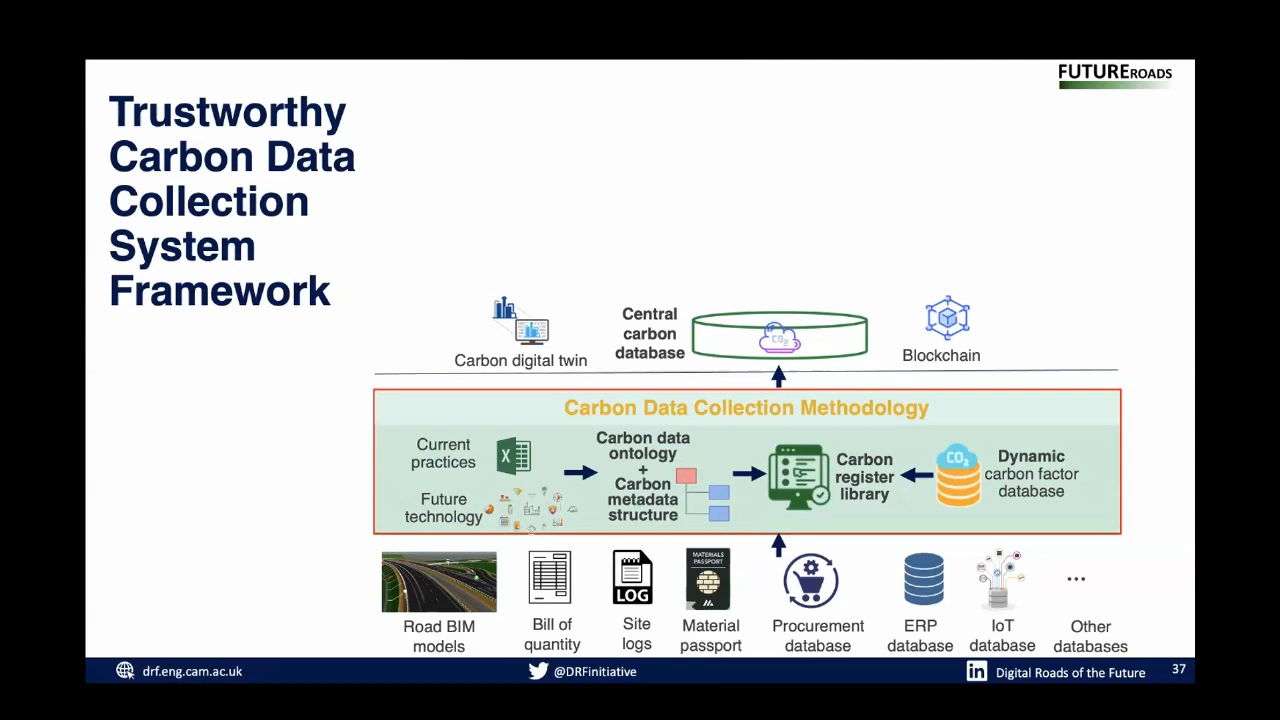 FUTUREROADS
Trustworthy
Carbon Data
Collection
System
Framework
Carbon digital twin
Central
carbon
database
CO2
Blockchain
Carbon Data Collection Methodology
Current
practices
X
Future
technology
Carbon data
ontology
+
Carbon
metadata
structure
Carbon
register
library
CO2
Dynamic
carbon factor
database
Road BIM
models
Bill of
quantity
LOG
Site
logs
MATERIALS
PASSPORT
Material
passport
Procurement
database
ERP
database
IoT
database
...
Other
databases
drf.eng.cam.ac.uk
@DRFinitiative
in
Digital Roads of the Future
37